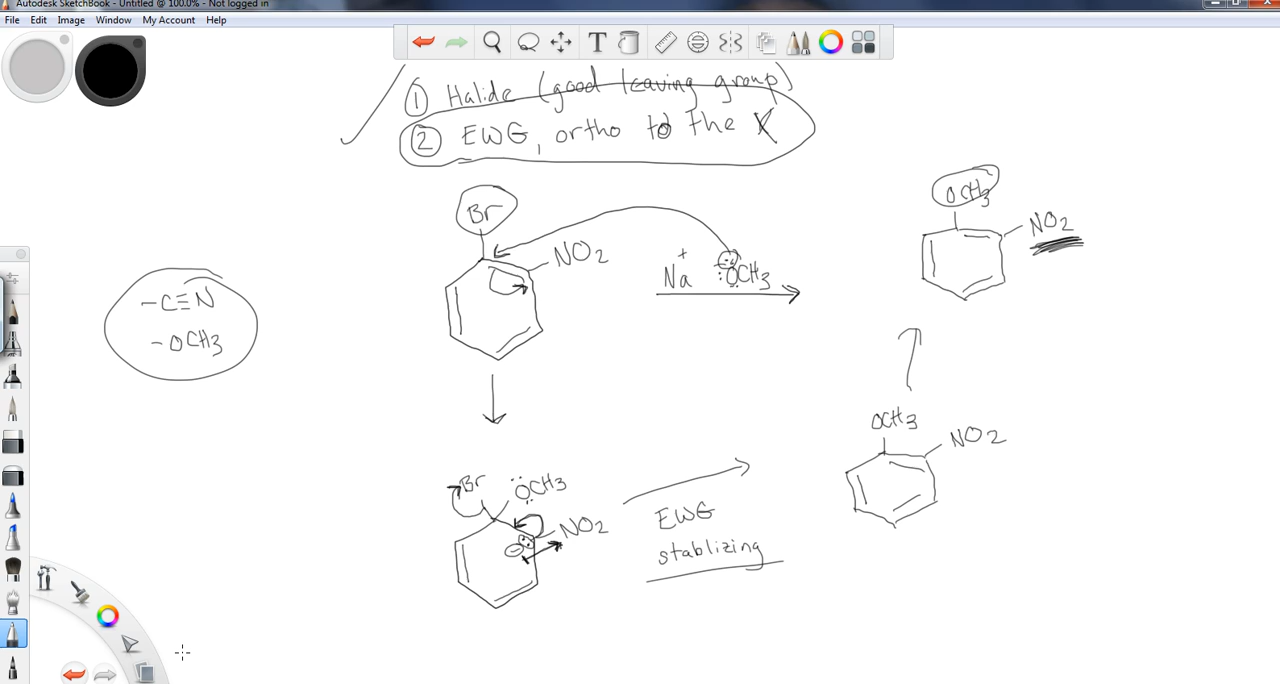 Autodesk SketchBook - Untitled @ 100.0% - Not logged in
File Edit Image Window My Account Help
T
① Halide (good leaving group)
② EWG, ortho to the X
Br
NO2
Na + - :OCH3
OCH3
NO2
-C≡N
-OCH3
Br :OCH3
NO2
EWG
stablizing
OCH3
NO2